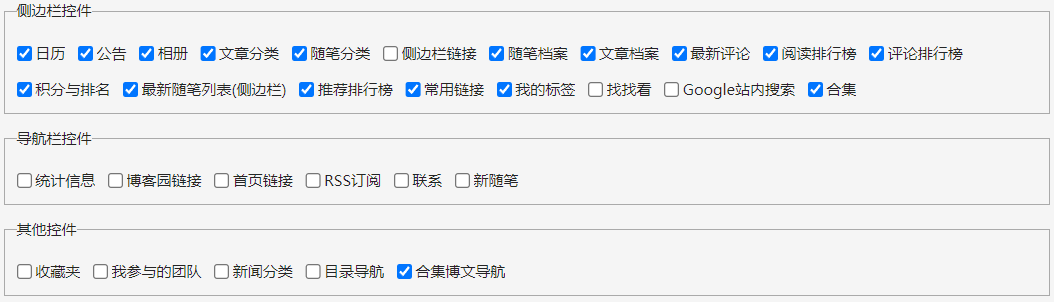 侧边栏控件
日历 公告 相册 文章分类 随笔分类 侧边栏链接 随笔档案 文章档案 最新评论 阅读排行榜 评论排行榜
积分与排名 最新随笔列表(侧边栏) 推荐排行榜 常用链接 我的标签 找找看 Google站内搜索 合集
导航栏控件
统计信息 博客园链接 首页链接 RSS订阅 联系 新随笔
其他控件
收藏夹 我参与的团队 新闻分类 目录导航 合集博文导航